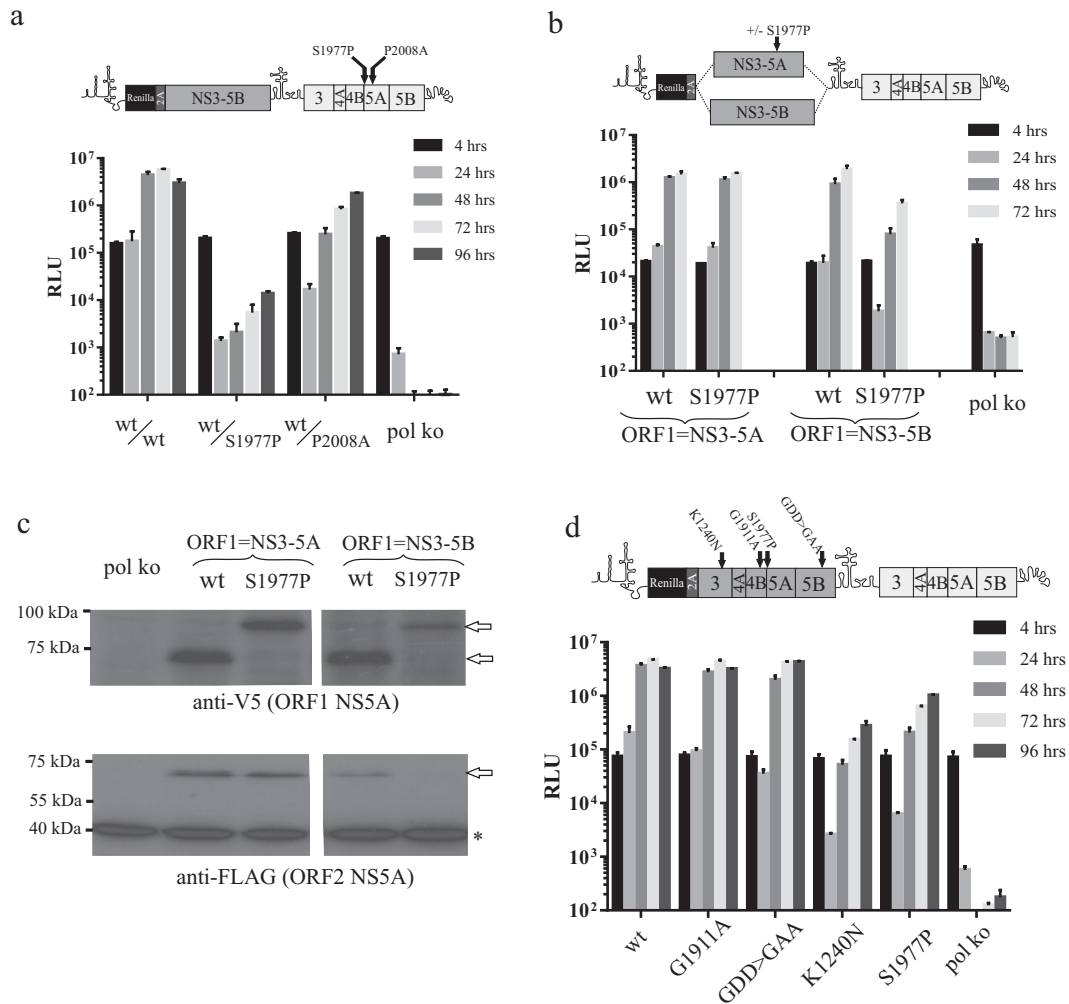 a
S1977P
P2008A
Renilla
2A
NS3-5B
3
4A
4B
5A
5B
4 hrs
24 hrs
48 hrs
72 hrs
96 hrs
RLU
10⁷
10⁶
10⁵
10⁴
10³
10²
wt/wt
wt/S1977P
wt/P2008A
pol ko
b
+/- S1977P
NS3-5A
Renilla
2A
NS3-5B
3
4A
4B
5A
5B
4 hrs
24 hrs
48 hrs
72 hrs
RLU
10⁷
10⁶
10⁵
10⁴
10³
10²
wt S1977P
wt S1977P
pol ko
ORF1=NS3-5A
ORF1=NS3-5B
c
ORF1=NS3-5A
ORF1=NS3-5B
pol ko
wt S1977P
wt S1977P
100 kDa
75 kDa
anti-V5 (ORF1 NS5A)
75 kDa
55 kDa
40 kDa
*
anti-FLAG (ORF2 NS5A)
d
K1240N
G1911A
S1977P
GDD>GAA
Renilla
2A
3
4A
4B
5A
5B
3
4A
4B
5A
5B
4 hrs
24 hrs
48 hrs
72 hrs
96 hrs
RLU
10⁷
10⁶
10⁵
10⁴
10³
10²
wt
G1911A
GDD>GAA
K1240N
S1977P
pol ko